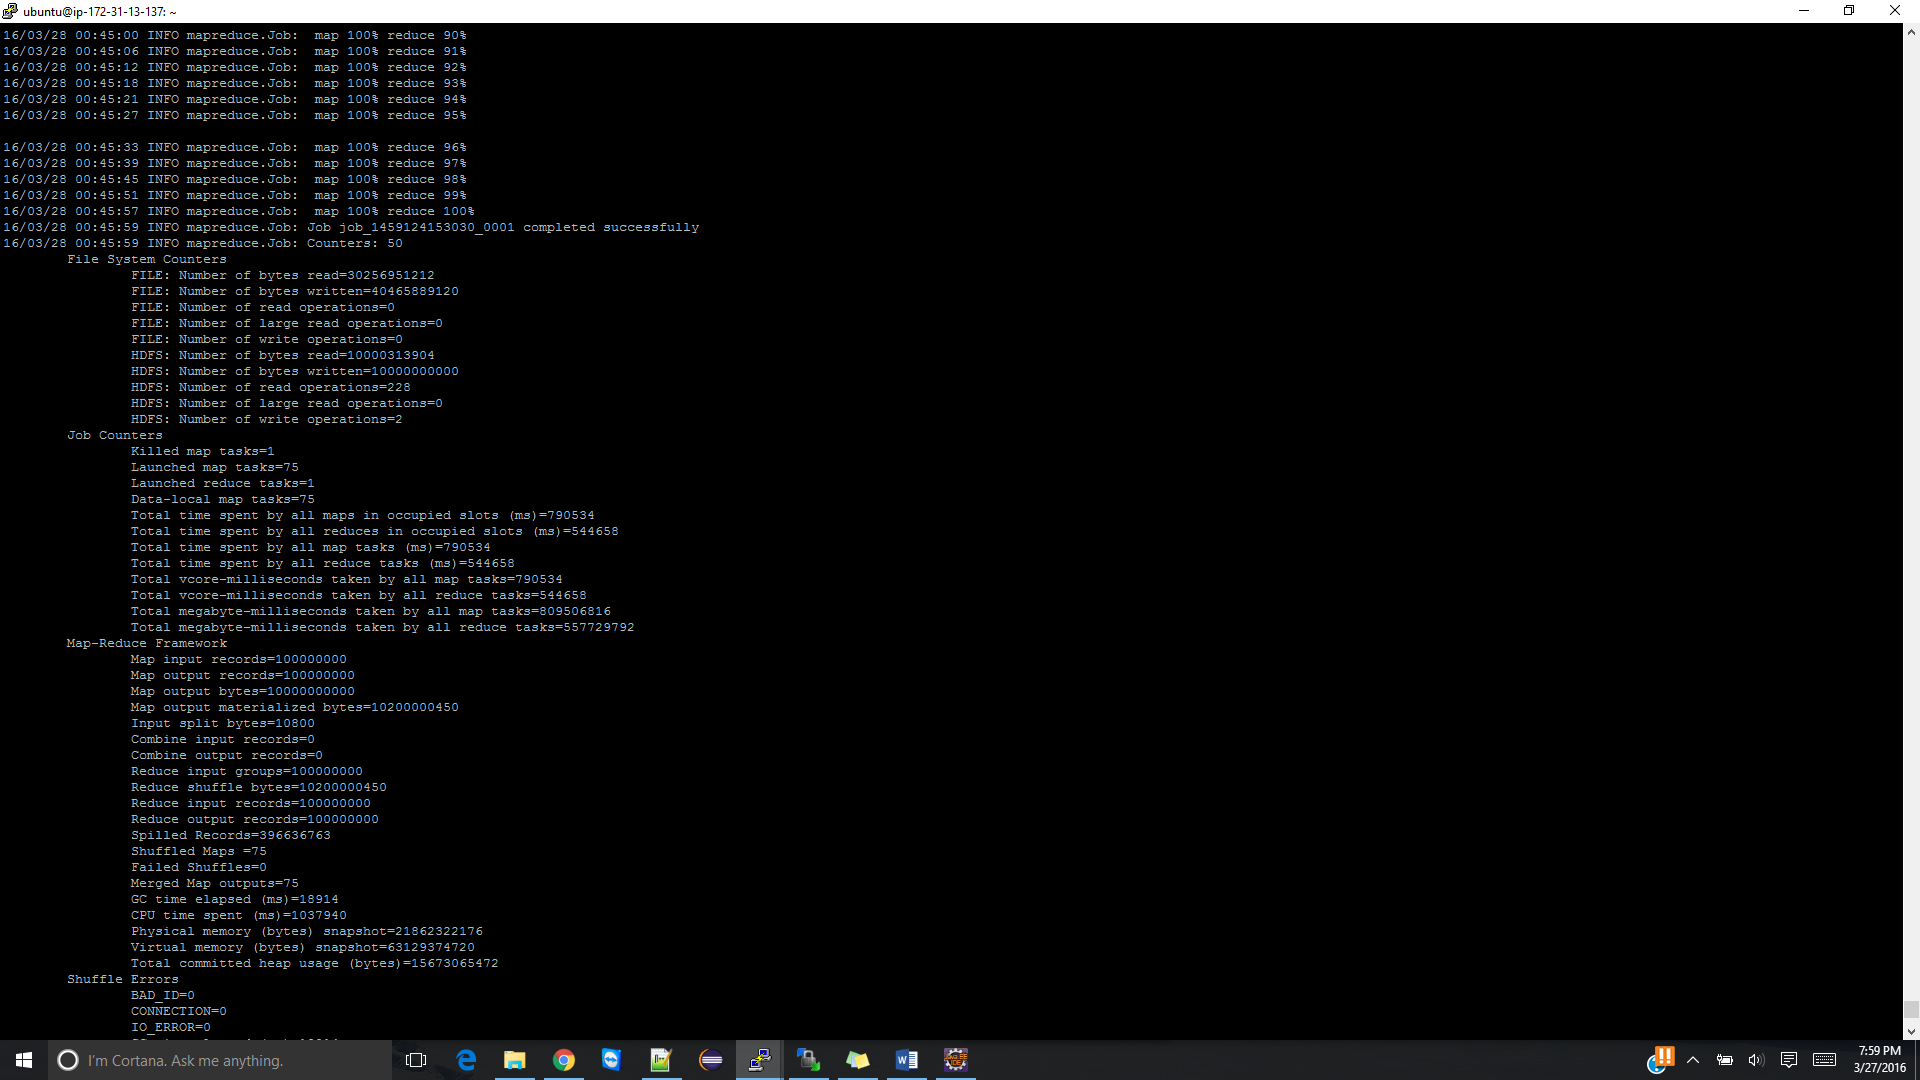 ubuntu@ip-172-31-13-137: ~
16/03/28 00:45:00 INFO mapreduce.Job:  map 100% reduce 90%
16/03/28 00:45:06 INFO mapreduce.Job:  map 100% reduce 91%
16/03/28 00:45:12 INFO mapreduce.Job:  map 100% reduce 92%
16/03/28 00:45:18 INFO mapreduce.Job:  map 100% reduce 93%
16/03/28 00:45:21 INFO mapreduce.Job:  map 100% reduce 94%
16/03/28 00:45:27 INFO mapreduce.Job:  map 100% reduce 95%
16/03/28 00:45:33 INFO mapreduce.Job:  map 100% reduce 96%
16/03/28 00:45:39 INFO mapreduce.Job:  map 100% reduce 97%
16/03/28 00:45:45 INFO mapreduce.Job:  map 100% reduce 98%
16/03/28 00:45:51 INFO mapreduce.Job:  map 100% reduce 99%
16/03/28 00:45:57 INFO mapreduce.Job:  map 100% reduce 100%
16/03/28 00:45:59 INFO mapreduce.Job: Job job_1459124153030_0001 completed successfully
16/03/28 00:45:59 INFO mapreduce.Job: Counters: 50
File System Counters
FILE: Number of bytes read=30256951212
FILE: Number of bytes written=40465889120
FILE: Number of read operations=0
FILE: Number of large read operations=0
FILE: Number of write operations=0
HDFS: Number of bytes read=10000313904
HDFS: Number of bytes written=10000000000
HDFS: Number of read operations=228
HDFS: Number of large read operations=0
HDFS: Number of write operations=2
Job Counters
Killed map tasks=1
Launched map tasks=75
Launched reduce tasks=1
Data-local map tasks=75
Total time spent by all maps in occupied slots (ms)=790534
Total time spent by all reduces in occupied slots (ms)=544658
Total time spent by all map tasks (ms)=790534
Total time spent by all reduce tasks (ms)=544658
Total vcore-milliseconds taken by all map tasks=790534
Total vcore-milliseconds taken by all reduce tasks=544658
Total megabyte-milliseconds taken by all map tasks=809506816
Total megabyte-milliseconds taken by all reduce tasks=557729792
Map-Reduce Framework
Map input records=100000000
Map output records=100000000
Map output bytes=10000000000
Map output materialized bytes=10200000450
Input split bytes=10800
Combine input records=0
Combine output records=0
Reduce input groups=100000000
Reduce shuffle bytes=10200000450
Reduce input records=100000000
Reduce output records=100000000
Spilled Records=396636763
Shuffled Maps =75
Failed Shuffles=0
Merged Map outputs=75
GC time elapsed (ms)=18914
CPU time spent (ms)=1037940
Physical memory (bytes) snapshot=21862322176
Virtual memory (bytes) snapshot=63129374720
Total committed heap usage (bytes)=15673065472
Shuffle Errors
BAD_ID=0
CONNECTION=0
IO_ERROR=0
I'm Cortana. Ask me anything.
7:59 PM
3/27/2016